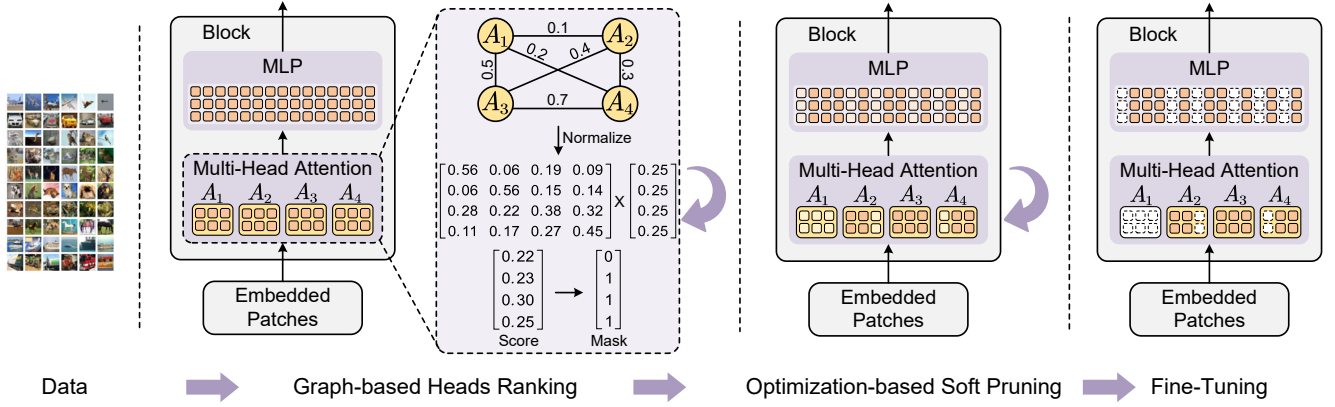 Block
MLP
Multi-Head Attention
A1 A2 A3 A4
Embedded
Patches
A1 0.1 A2
0.2 0.4
0.5 0.3
A3 0.7 A4
Normalize
0.56 0.06 0.19 0.09 0.25
0.06 0.56 0.15 0.14 0.25
0.28 0.22 0.38 0.32 X 0.25
0.11 0.17 0.27 0.45 0.25
0.22 0
0.23 1
0.30 1
0.25 1
Score Mask
Block
MLP
Multi-Head Attention
A1 A2 A3 A4
Embedded
Patches
Block
MLP
Multi-Head Attention
A1 A2 A3 A4
Embedded
Patches
Data Graph-based Heads Ranking Optimization-based Soft Pruning Fine-Tuning